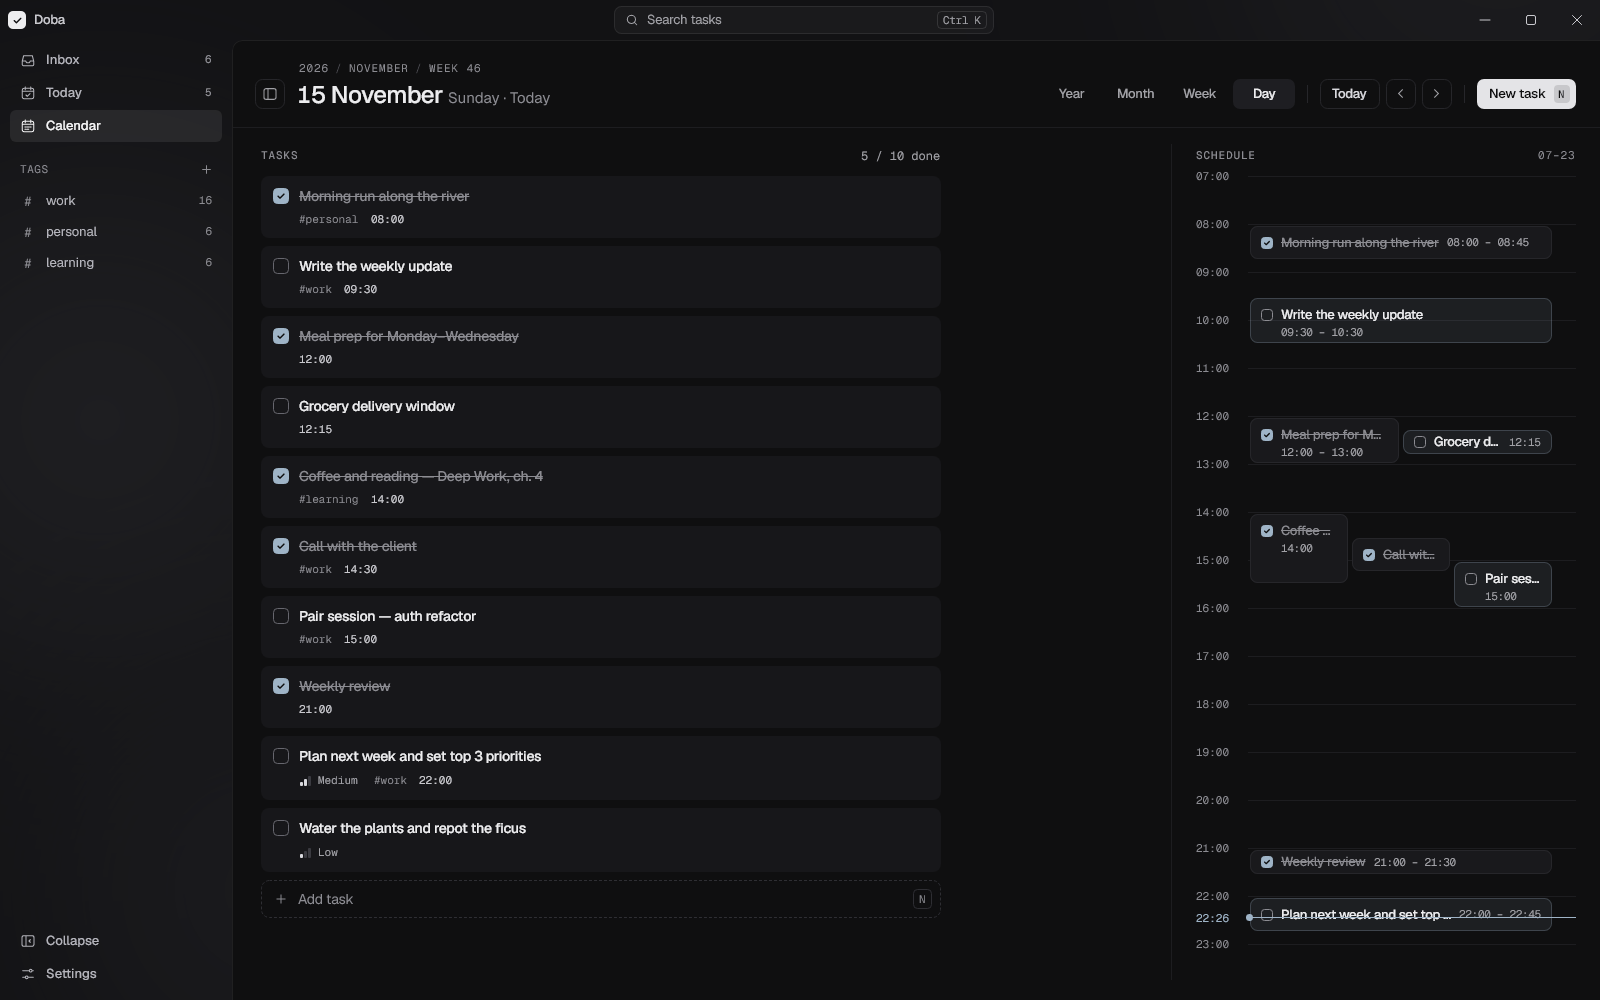 Doba
Search tasks
Ctrl K
Inbox 6
Today 5
Calendar
TAGS
# work 16
# personal 6
# learning 6
Collapse
Settings
2026 / NOVEMBER / WEEK 46
15 November Sunday · Today
Year Month Week Day Today New task N
TASKS 5 / 10 done
Morning run along the river
#personal 08:00
Write the weekly update
#work 09:30
Meal prep for Monday–Wednesday
12:00
Grocery delivery window
12:15
Coffee and reading — Deep Work, ch. 4
#learning 14:00
Call with the client
#work 14:30
Pair session — auth refactor
#work 15:00
Weekly review
21:00
Plan next week and set top 3 priorities
Medium #work 22:00
Water the plants and repot the ficus
Low
Add task N
SCHEDULE 07–23
07:00
08:00
Morning run along the river 08:00 – 08:45
09:00
Write the weekly update
10:00
09:30 – 10:30
11:00
12:00
Meal prep for M…
12:00 – 13:00
Grocery d… 12:15
13:00
14:00
Coffee …
14:00
Call wit…
15:00
Pair ses…
15:00
16:00
17:00
18:00
19:00
20:00
21:00
Weekly review 21:00 – 21:30
22:00
Plan next week and set top … 22:00 – 22:45
22:26
23:00